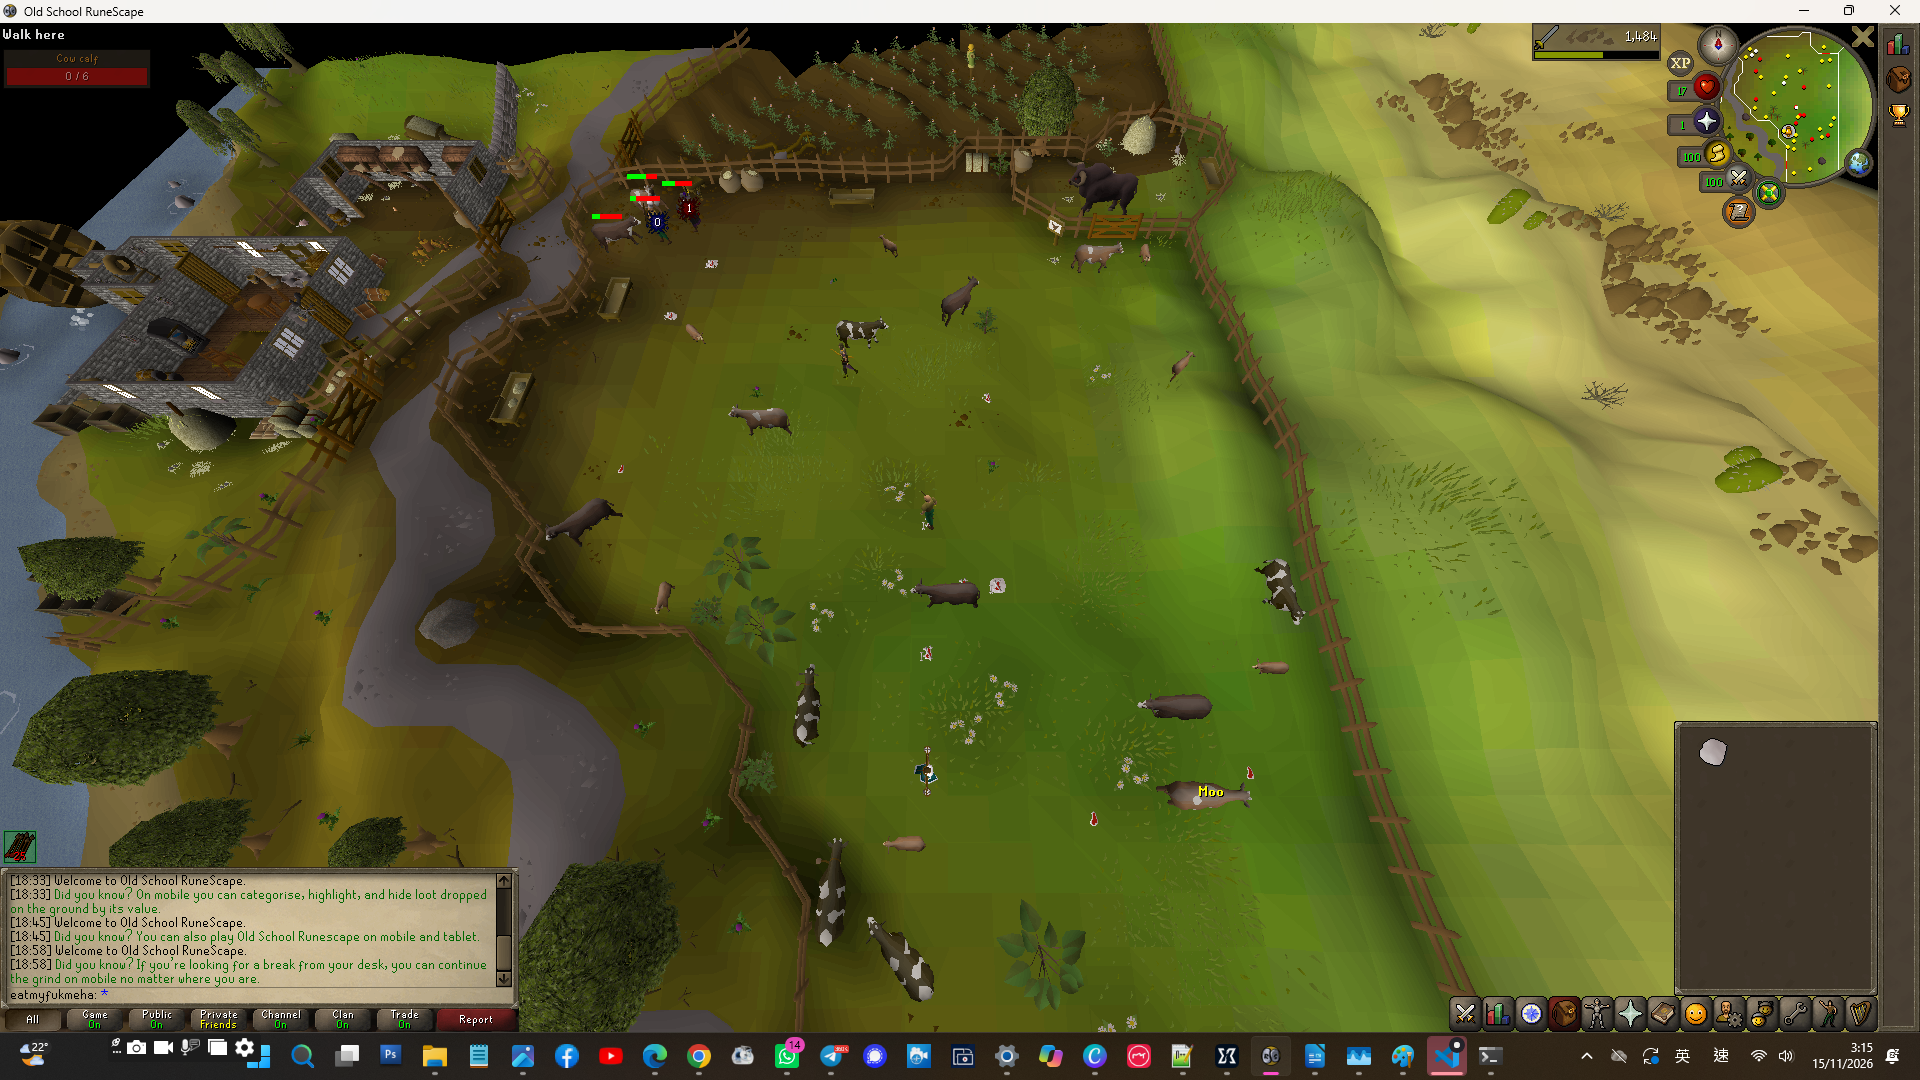 Old School RuneScape
Walk here
Cow calf
0 / 6
1,484
N
XP
17
1
100
100
0
1
Moo
[18:33] Welcome to Old School RuneScape.
[18:33] Did you know? On mobile you can categorise, highlight, and hide loot dropped
on the ground by its value.
[18:45] Welcome to Old School RuneScape.
[18:45] Did you know? You can also play Old School Runescape on mobile and tablet.
[18:58] Welcome to Old School RuneScape.
[18:58] Did you know? If you're looking for a break from your desk, you can continue
the grind on mobile no matter where you are.
eatmyfukmeha: *
All
Game
On
Public
On
Private
Friends
Channel
On
Clan
On
Trade
On
Report
22°
Ps
14
英
速
3:15
15/11/2026